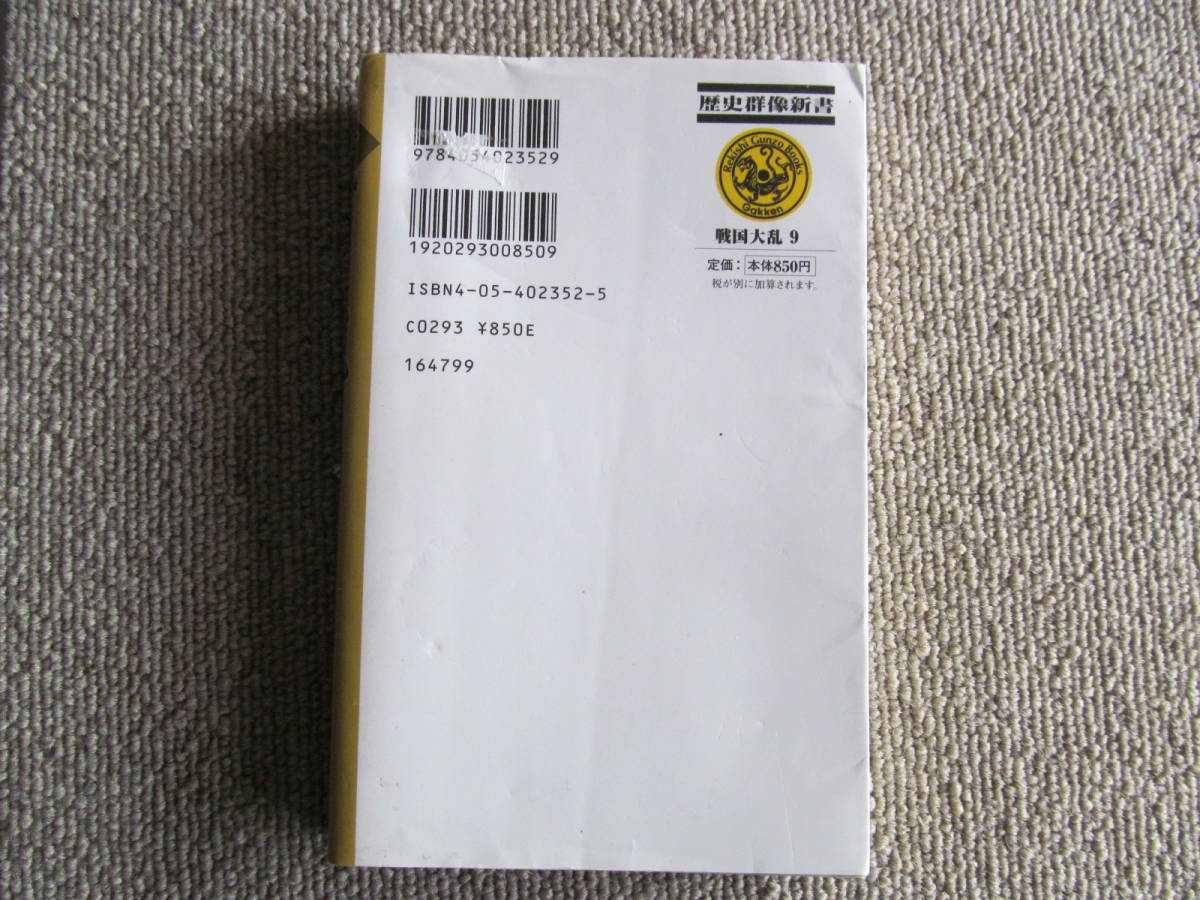 9784054023529
1920293008509
ISBN4-05-402352-5
C0293 ¥850E
164799
歴史群像新書
Rekishi Gunzo Books
Gakken
戦国大乱 9
定価：本体850円
税が別に加算されます。